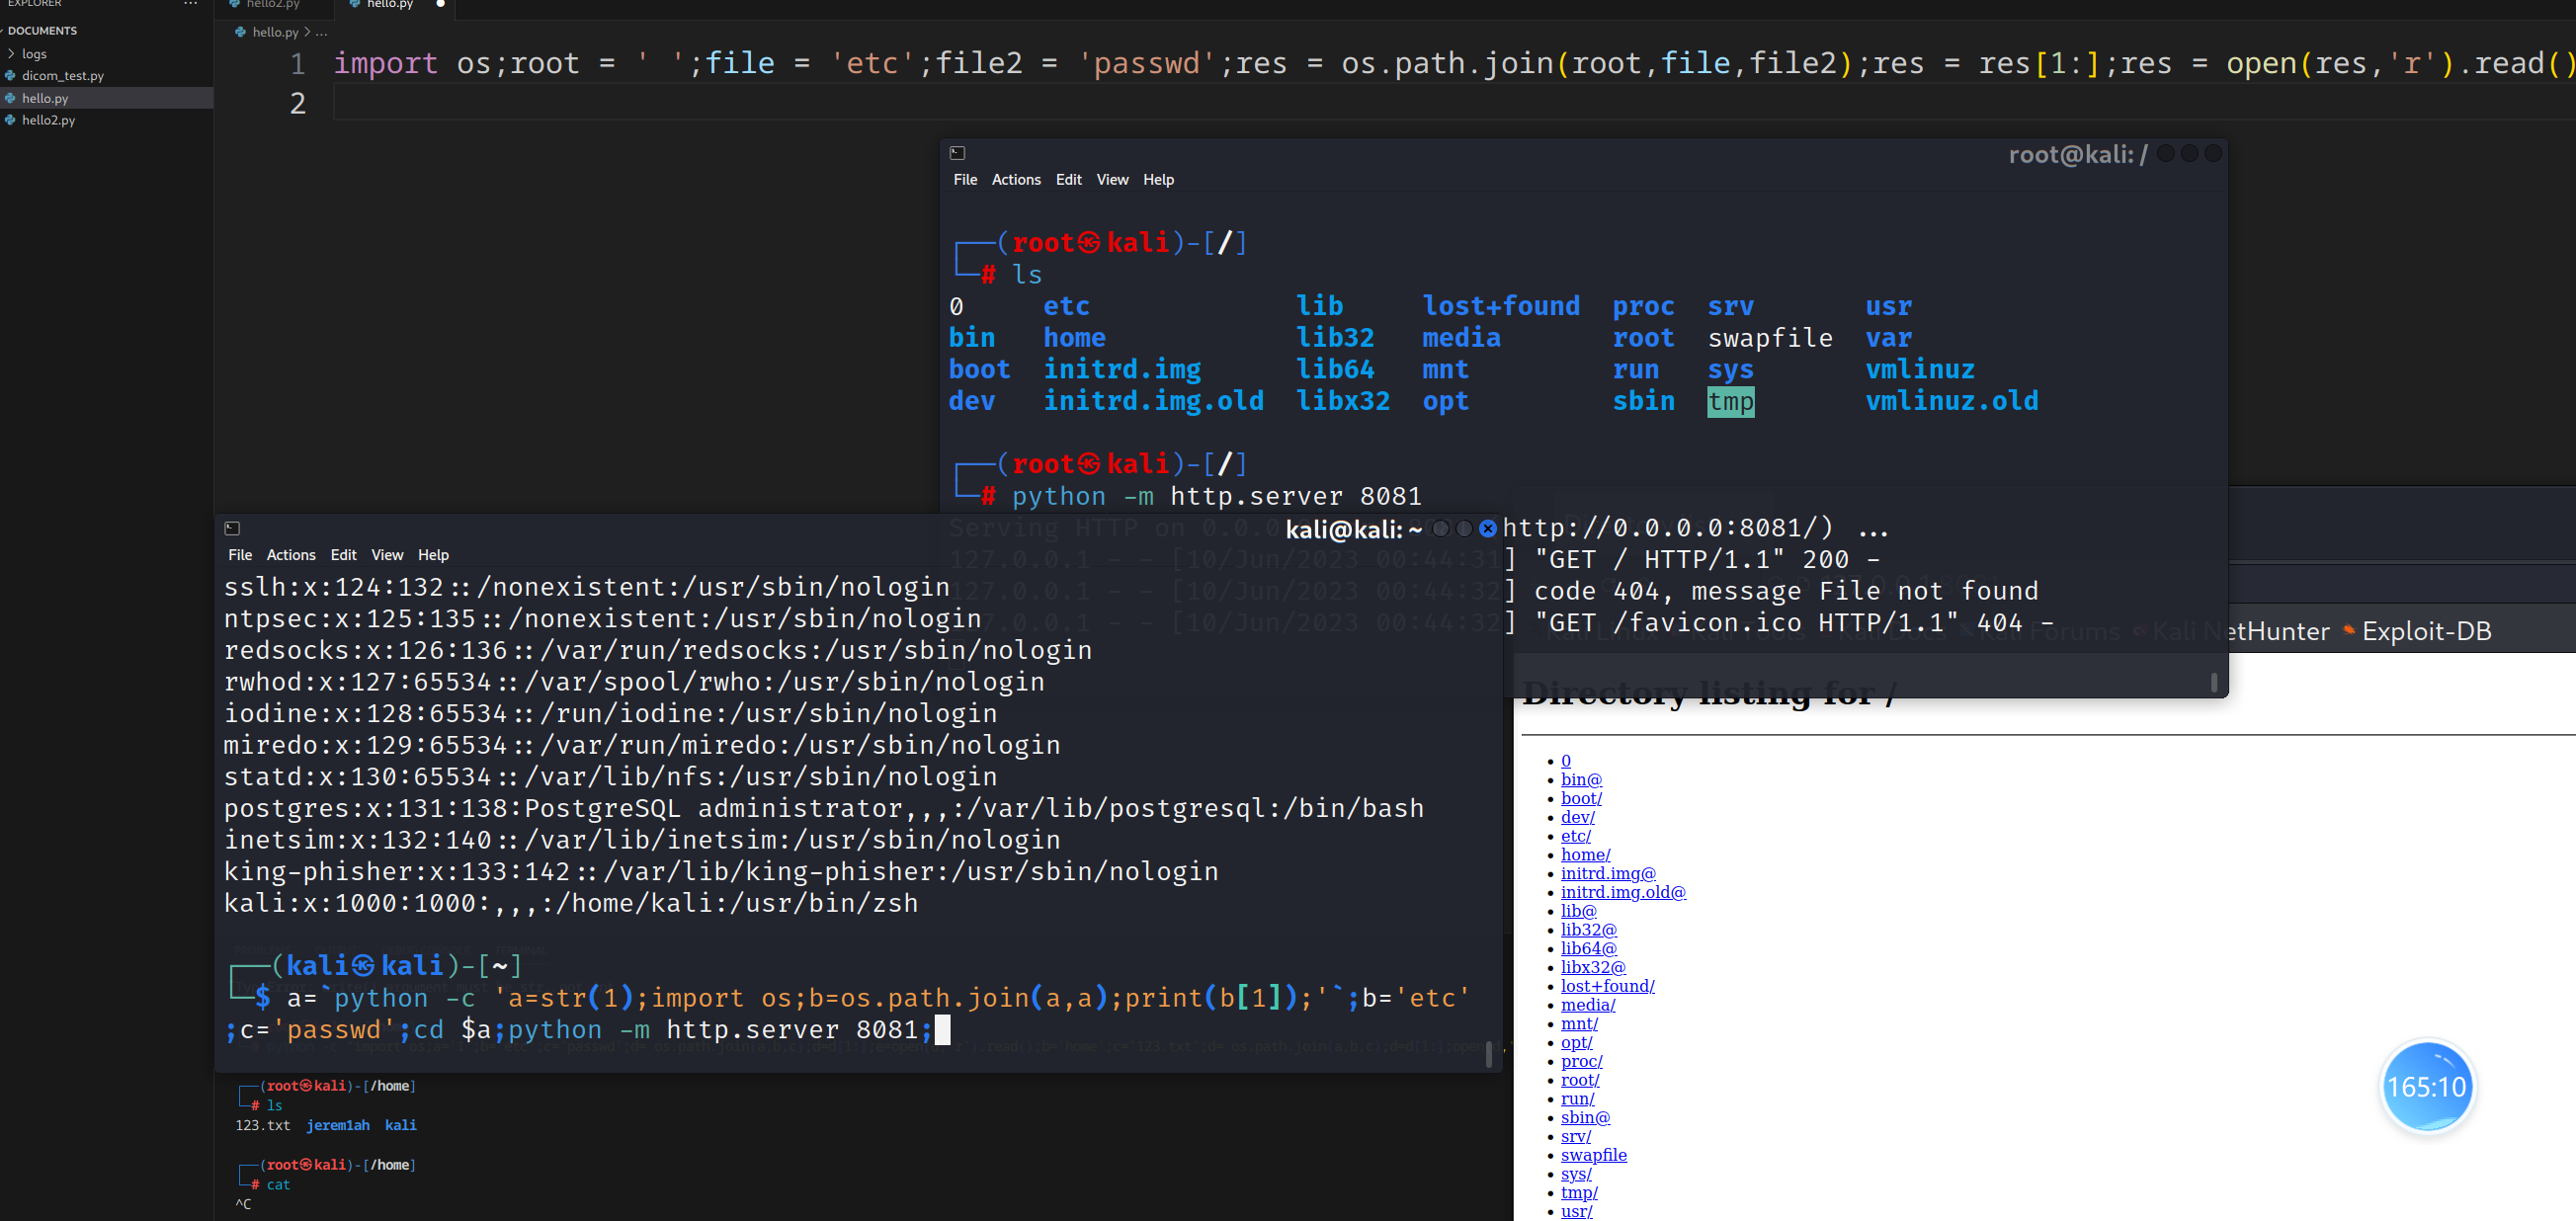 EXPLORER ...
hello2.py
hello.py
DOCUMENTS
logs
dicom_test.py
hello.py
hello2.py
hello.py > ...
1 import os;root = ' ';file = 'etc';file2 = 'passwd';res = os.path.join(root,file,file2);res = res[1:];res = open(res,'r').read()
2
root@kali: /
File Actions Edit View Help
┌──(root㉿kali)-[/]
└─# ls
0 etc lib lost+found proc srv usr
bin home lib32 media root swapfile var
boot initrd.img lib64 mnt run sys vmlinuz
dev initrd.img.old libx32 opt sbin tmp vmlinuz.old
┌──(root㉿kali)-[/]
└─# python -m http.server 8081
Serving HTTP on 0.0.0.0 http://0.0.0.0:8081/) ...
127.0.0.1 - - [10/Jun/2023 00:44:31] "GET / HTTP/1.1" 200 -
127.0.0.1 - - [10/Jun/2023 00:44:32] code 404, message File not found
127.0.0.1 - - [10/Jun/2023 00:44:32] "GET /favicon.ico HTTP/1.1" 404 -
kali@kali: ~
File Actions Edit View Help
sslh:x:124:132::/nonexistent:/usr/sbin/nologin
ntpsec:x:125:135::/nonexistent:/usr/sbin/nologin
redsocks:x:126:136::/var/run/redsocks:/usr/sbin/nologin
rwhod:x:127:65534::/var/spool/rwho:/usr/sbin/nologin
iodine:x:128:65534::/run/iodine:/usr/sbin/nologin
miredo:x:129:65534::/var/run/miredo:/usr/sbin/nologin
statd:x:130:65534::/var/lib/nfs:/usr/sbin/nologin
postgres:x:131:138:PostgreSQL administrator,,,:/var/lib/postgresql:/bin/bash
inetsim:x:132:140::/var/lib/inetsim:/usr/sbin/nologin
king-phisher:x:133:142::/var/lib/king-phisher:/usr/sbin/nologin
kali:x:1000:1000:,,,:/home/kali:/usr/bin/zsh
┌──(kali㉿kali)-[~]
└─$ a=`python -c 'a=str(1);import os;b=os.path.join(a,a);print(b[1]);'`;b='etc'
;c='passwd';cd $a;python -m http.server 8081;
┌──(root㉿kali)-[/home]
└─# ls
123.txt jerem1ah kali
┌──(root㉿kali)-[/home]
└─# cat
^C
Kali Forums Kali NetHunter Exploit-DB
Directory listing for /
0
bin@
boot/
dev/
etc/
home/
initrd.img@
initrd.img.old@
lib@
lib32@
lib64@
libx32@
lost+found/
media/
mnt/
opt/
proc/
root/
run/
sbin@
srv/
swapfile
sys/
tmp/
usr/
165:10